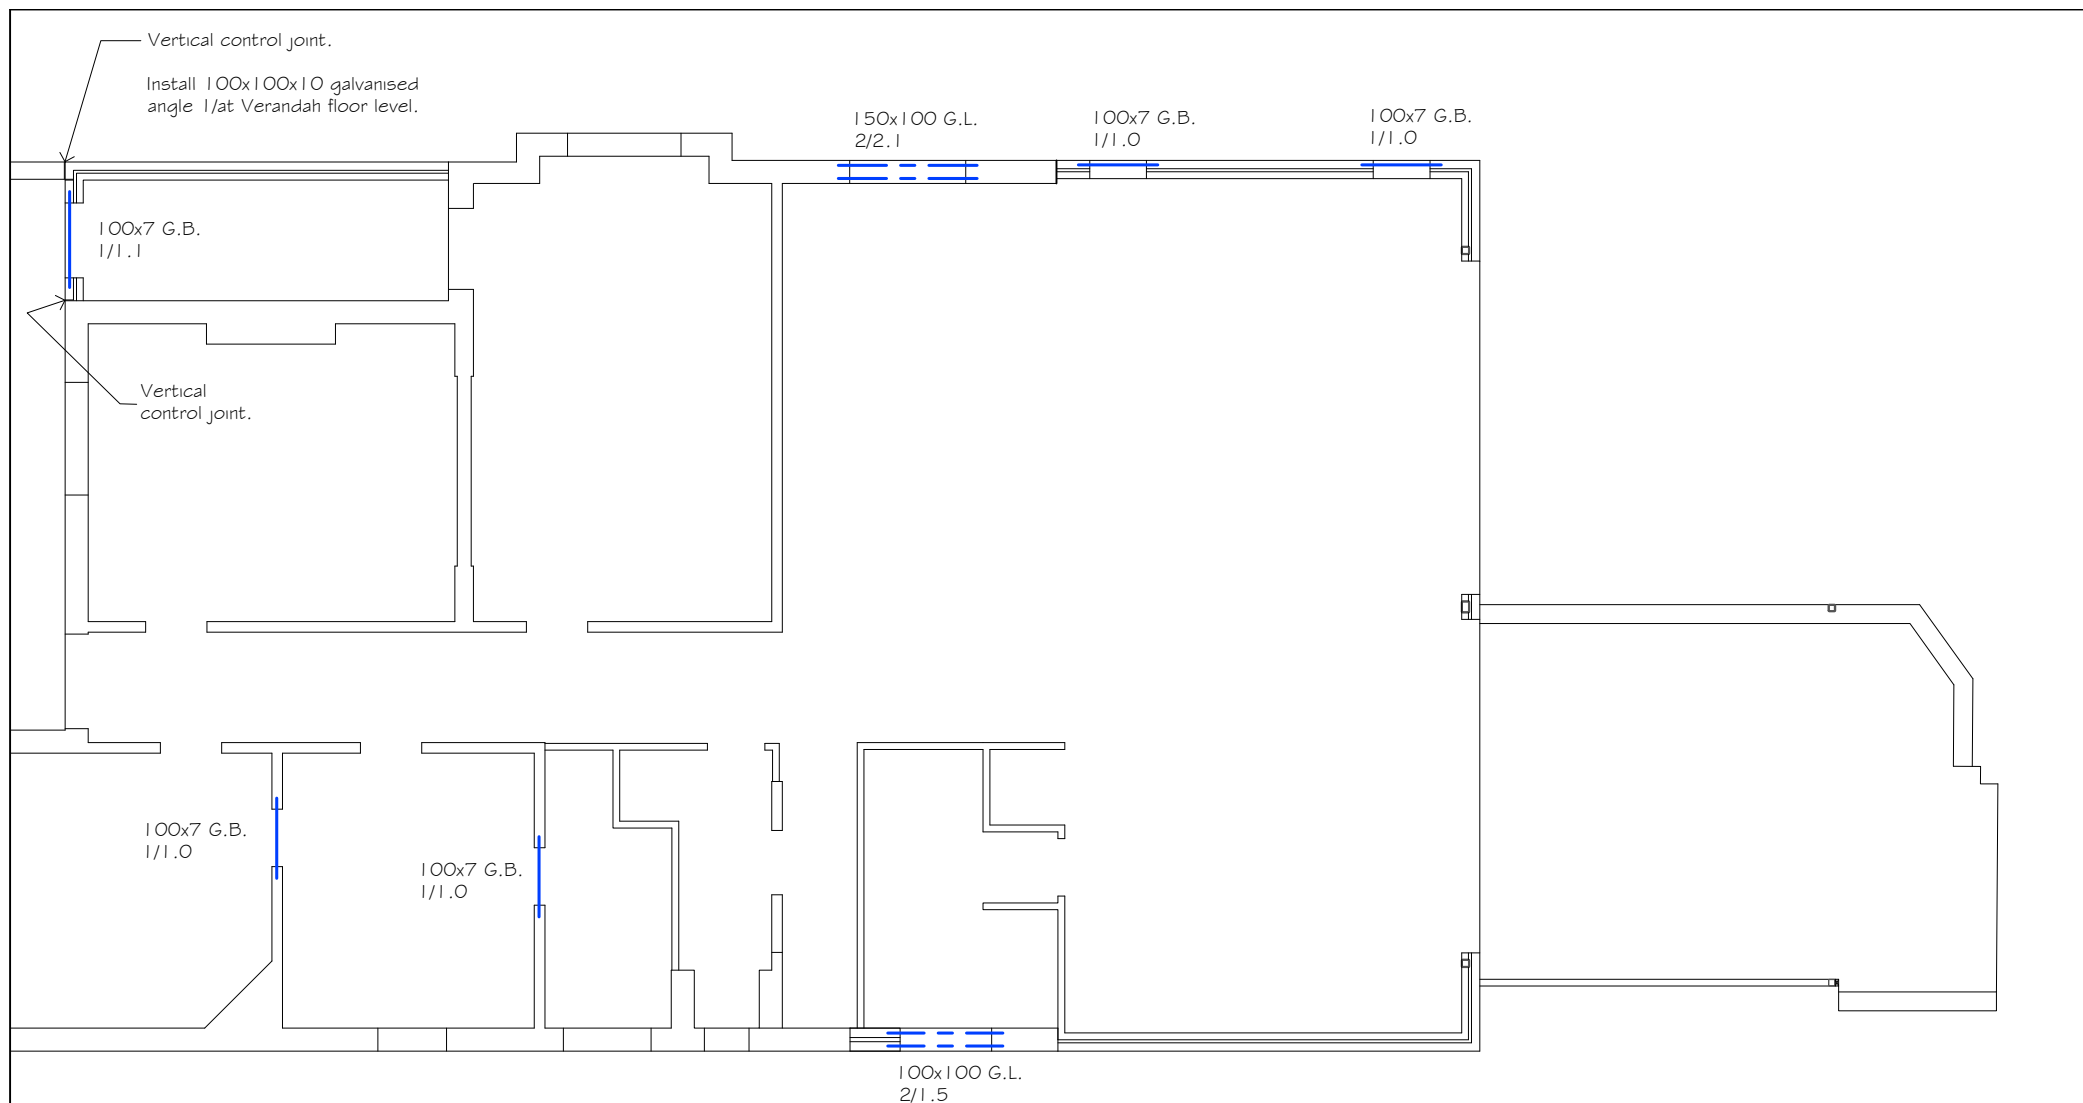 Vertical control joint.
Install 100x100x10 galvanised
angle 1/at Verandah floor level.
150x100 G.L.
2/2.1
100x7 G.B.
1/1.0
100x7 G.B.
1/1.0
100x7 G.B.
1/1.1
Vertical
control joint.
100x7 G.B.
1/1.0
100x7 G.B.
1/1.0
100x100 G.L.
2/1.5